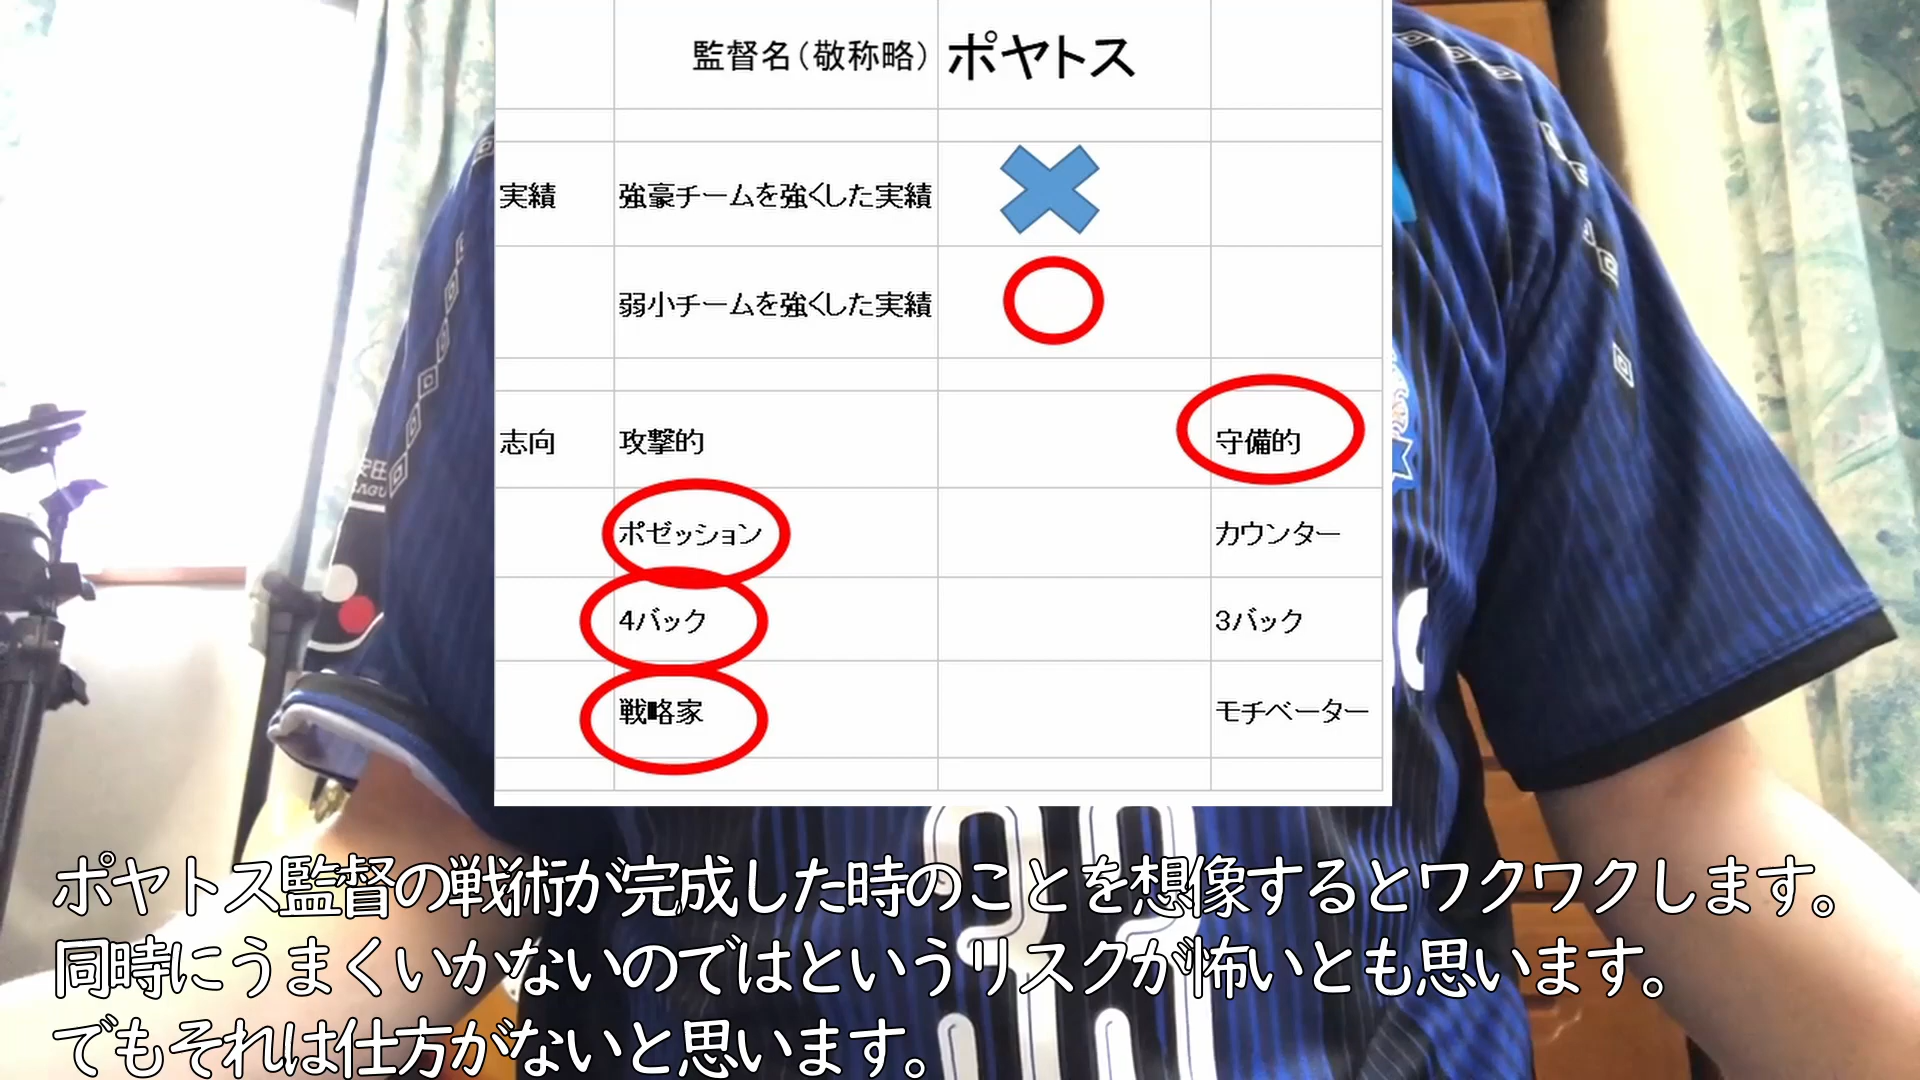 監督名（敬称略） ポヤトス
実績 強豪チームを強くした実績
弱小チームを強くした実績
志向 攻撃的 守備的
ポゼッション カウンター
4バック 3バック
戦略家 モチベーター
ポヤトス監督の戦術が完成した時のことを想像するとワクワクします。
同時にうまくいかないのではというリスクが怖いとも思います。
でもそれは仕方がないと思います。